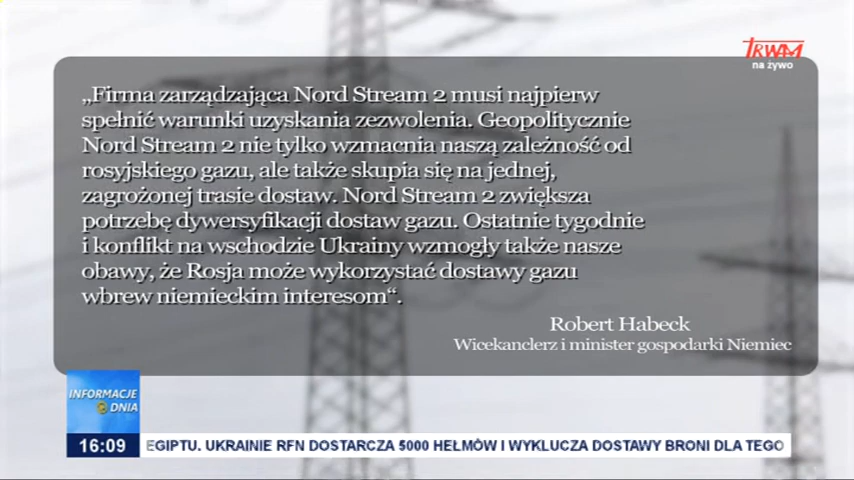 TRWAM
na żywo
„Firma zarządzająca Nord Stream 2 musi najpierw
spełnić warunki uzyskania zezwolenia. Geopolitycznie
Nord Stream 2 nie tylko wzmacnia naszą zależność od
rosyjskiego gazu, ale także skupia się na jednej,
zagrożonej trasie dostaw. Nord Stream 2 zwiększa
potrzebę dywersyfikacji dostaw gazu. Ostatnie tygodnie
i konflikt na wschodzie Ukrainy wzmogły także nasze
obawy, że Rosja może wykorzystać dostawy gazu
wbrew niemieckim interesom“.
Robert Habeck
Wicekanclerz i minister gospodarki Niemiec
INFORMACJE
DNIA
16:09 EGIPTU. UKRAINIE RFN DOSTARCZA 5000 HEŁMÓW I WYKLUCZA DOSTAWY BRONI DLA TEGO